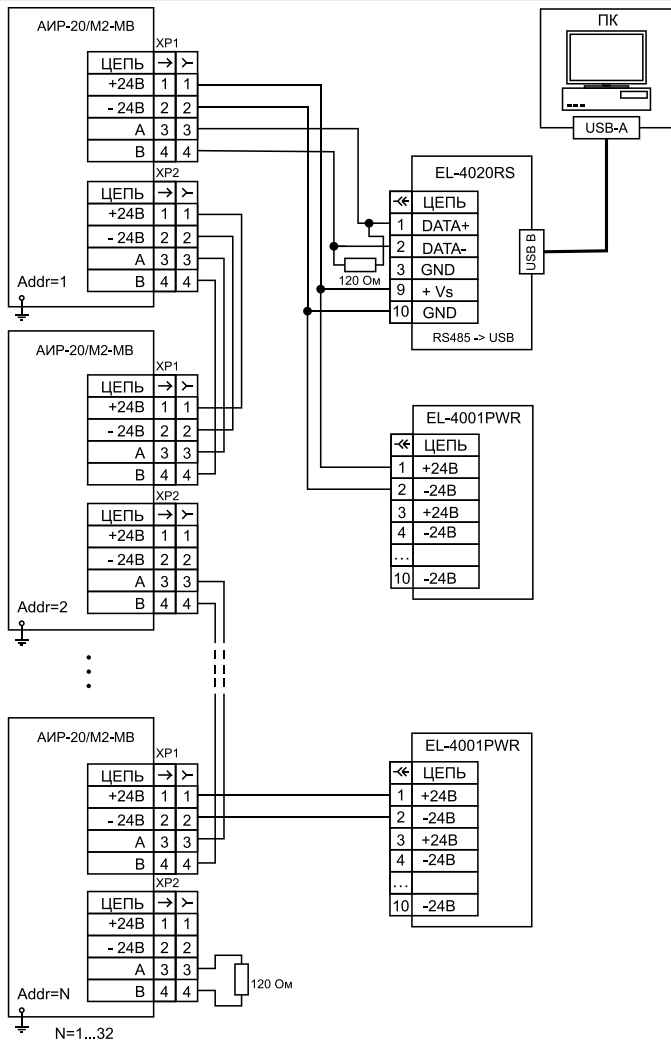 АИР-20/М2-МВ
XP1
ЦЕПЬ
+24В 1 1
- 24В 2 2
А 3 3
В 4 4
XP2
ЦЕПЬ
+24В 1 1
- 24В 2 2
А 3 3
В 4 4
Addr=1
ПК
USB-A
EL-4020RS
ЦЕПЬ
1 DATA+
2 DATA-
3 GND
9 + Vs
10 GND
RS485 -> USB
USB B
120 Ом
АИР-20/М2-МВ
XP1
ЦЕПЬ
+24В 1 1
- 24В 2 2
А 3 3
В 4 4
XP2
ЦЕПЬ
+24В 1 1
- 24В 2 2
А 3 3
В 4 4
Addr=2
EL-4001PWR
ЦЕПЬ
1 +24В
2 -24В
3 +24В
4 -24В
...
10 -24В
АИР-20/М2-МВ
XP1
ЦЕПЬ
+24В 1 1
- 24В 2 2
А 3 3
В 4 4
XP2
ЦЕПЬ
+24В 1 1
- 24В 2 2
А 3 3
В 4 4
Addr=N
120 Ом
EL-4001PWR
ЦЕПЬ
1 +24В
2 -24В
3 +24В
4 -24В
...
10 -24В
N=1...32